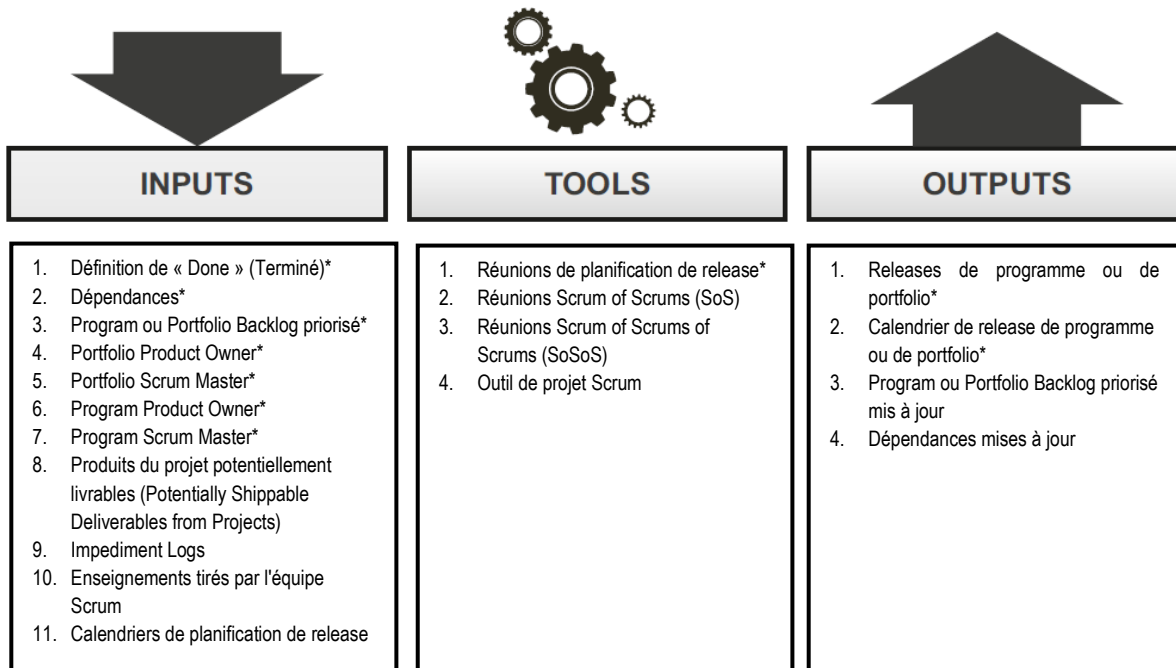 INPUTS
1. Définition de « Done » (Terminé)*
2. Dépendances*
3. Program ou Portfolio Backlog priorisé*
4. Portfolio Product Owner*
5. Portfolio Scrum Master*
6. Program Product Owner*
7. Program Scrum Master*
8. Produits du projet potentiellement
livrables (Potentially Shippable
Deliverables from Projects)
9. Impediment Logs
10. Enseignements tirés par l'équipe
Scrum
11. Calendriers de planification de release
TOOLS
1. Réunions de planification de release*
2. Réunions Scrum of Scrums (SoS)
3. Réunions Scrum of Scrums of
Scrums (SoSoS)
4. Outil de projet Scrum
OUTPUTS
1. Releases de programme ou de
portfolio*
2. Calendrier de release de programme
ou de portfolio*
3. Program ou Portfolio Backlog priorisé
mis à jour
4. Dépendances mises à jour